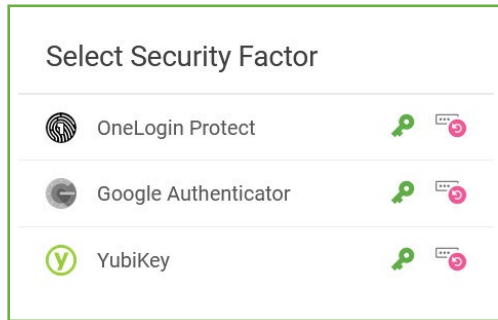 Select Security Factor
OneLogin Protect
Google Authenticator
YubiKey